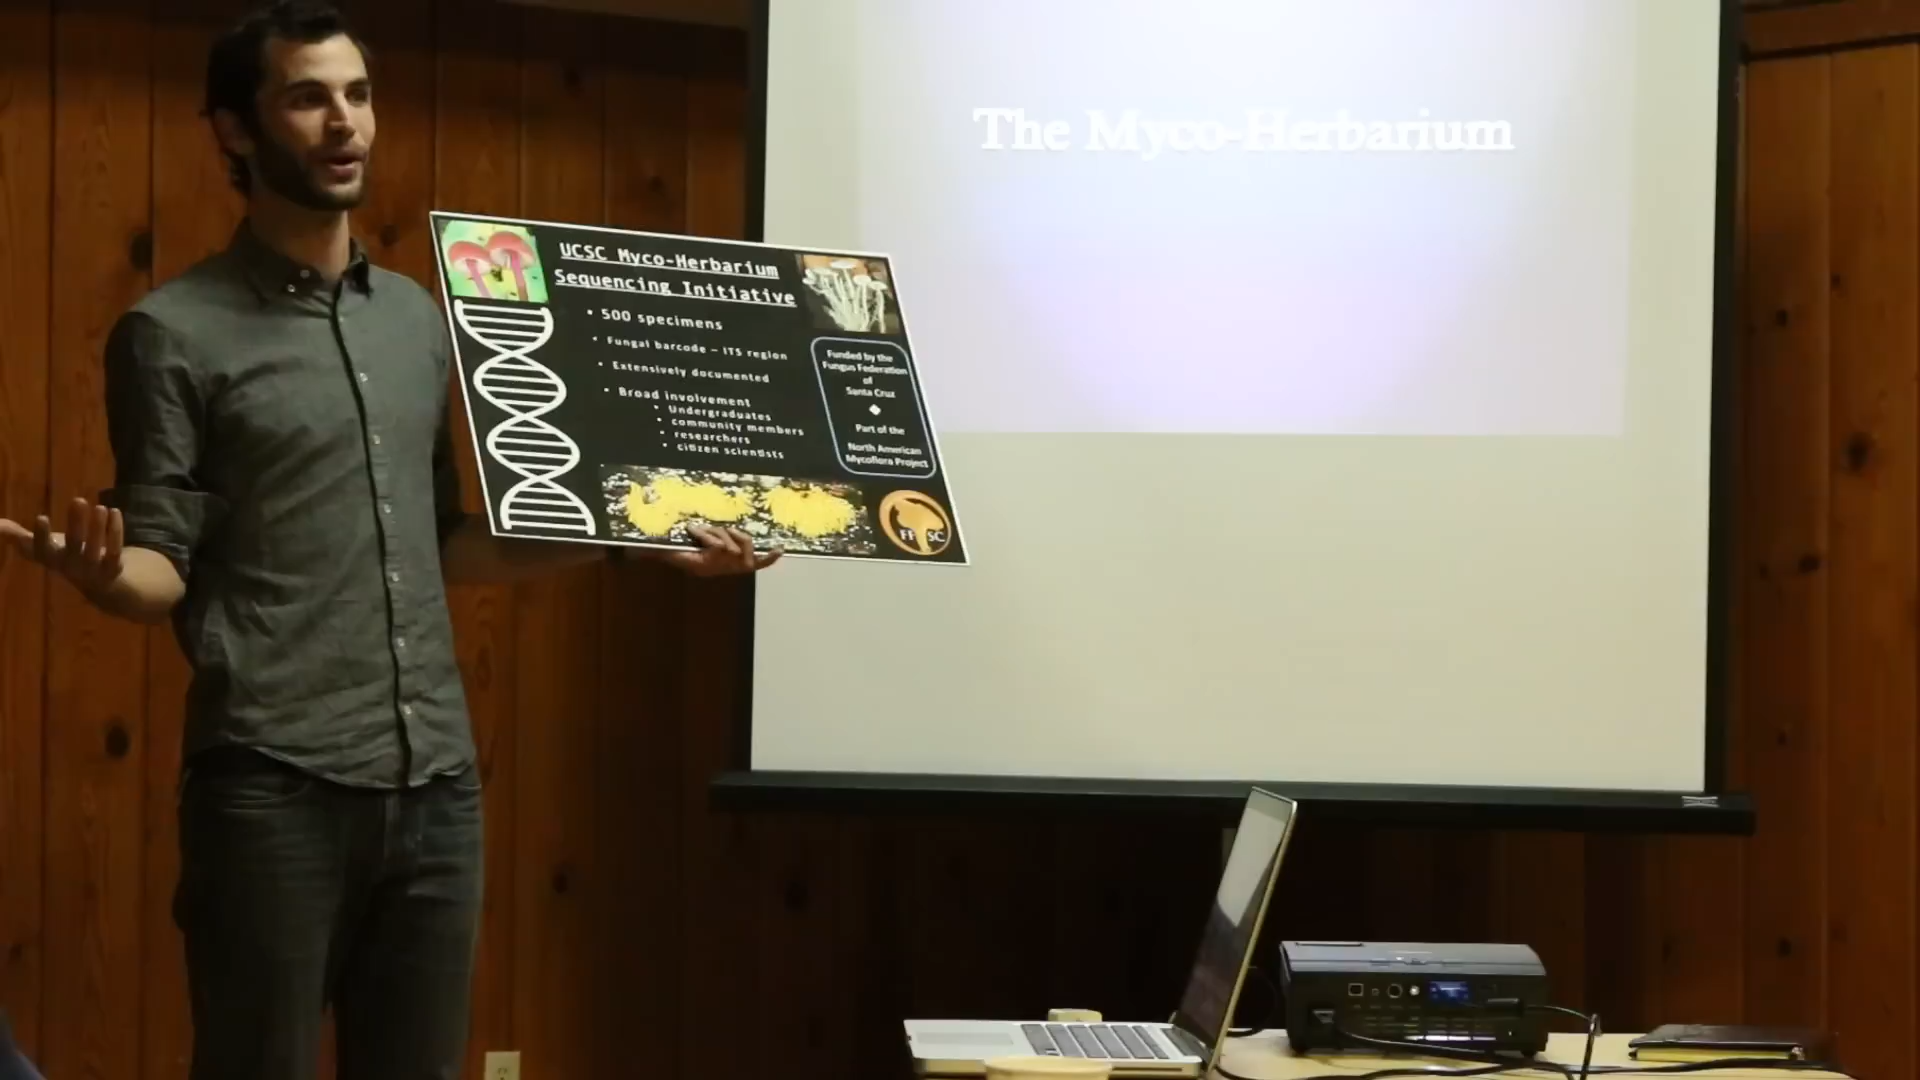 The Myco-Herbarium
UCSC Myco-Herbarium
Sequencing Initiative
• 500 specimens
• Fungal barcode – ITS region
• Extensively documented
• Broad involvement
• Undergraduates
• community members
• researchers
• citizen scientists
Funded by the
Fungus Federation
of
Santa Cruz
Part of the
North American
Mycoflora Project
FF SC